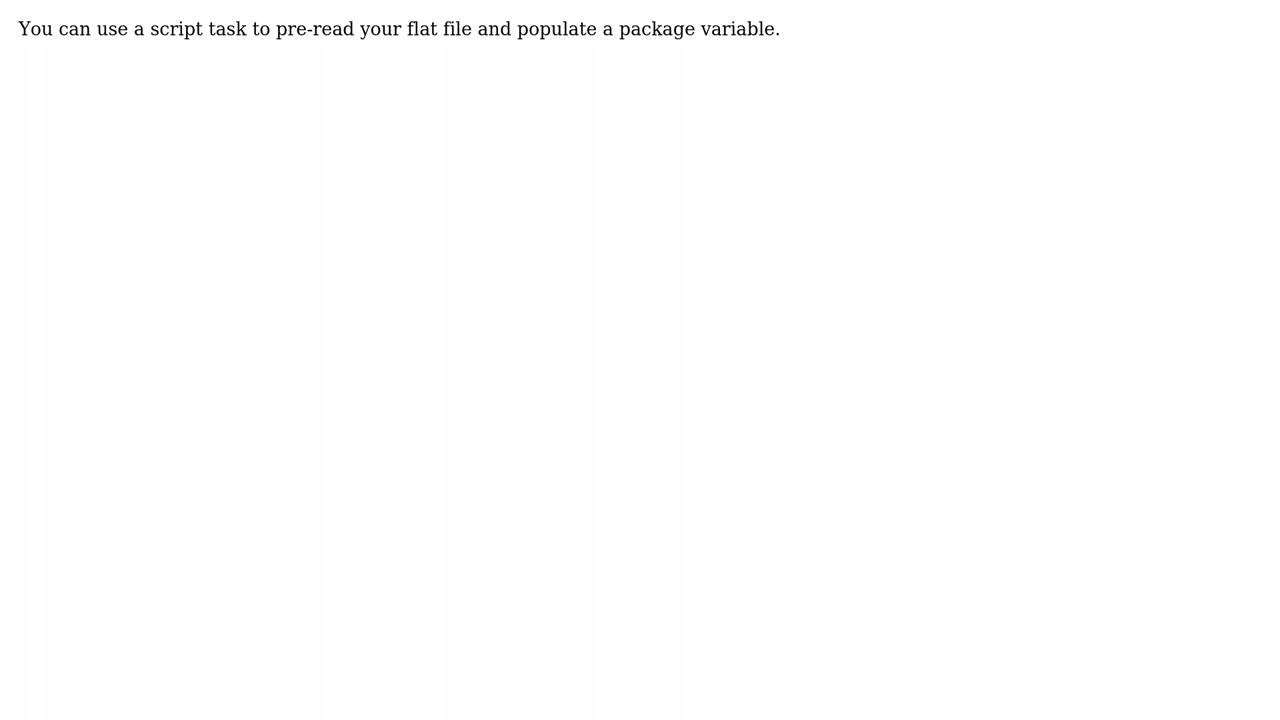 You can use a script task to pre-read your flat file and populate a package variable.